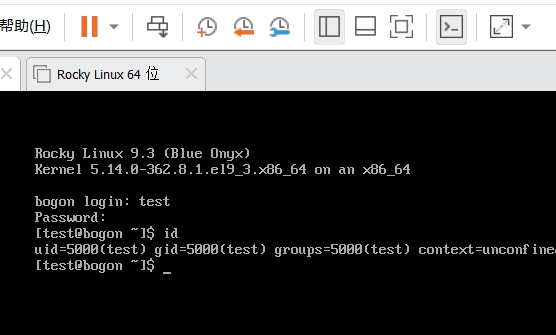 帮助(H)
Rocky Linux 64 位
Rocky Linux 9.3 (Blue Onyx)
Kernel 5.14.0-362.8.1.el9_3.x86_64 on an x86_64
bogon login: test
Password:
[test@bogon ~]$ id
uid=5000(test) gid=5000(test) groups=5000(test) context=unconfine
[test@bogon ~]$ _